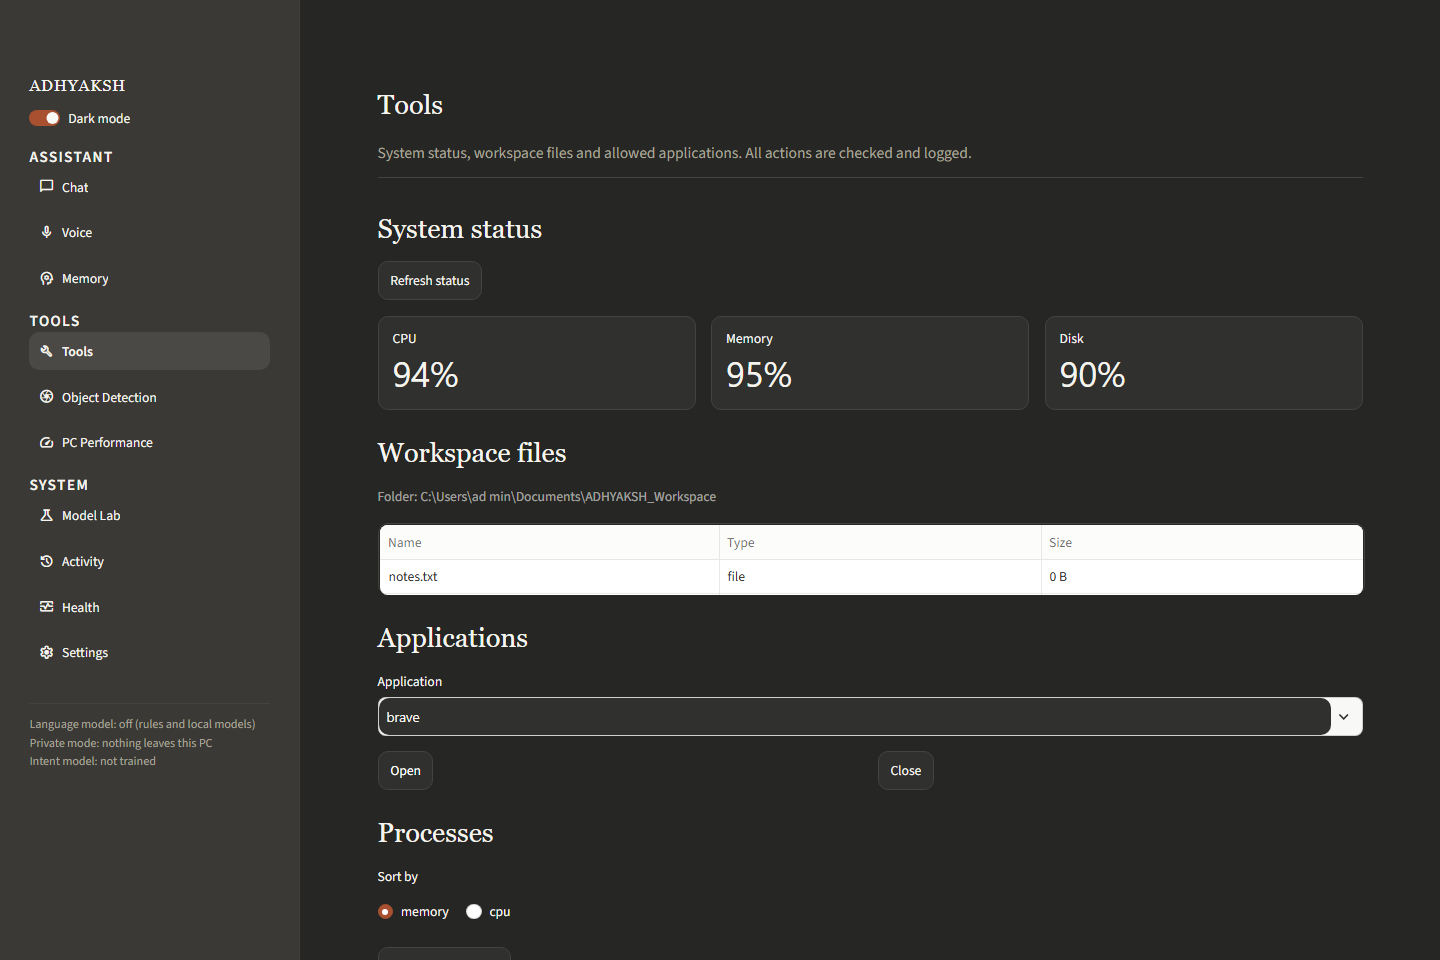 ADHYAKSH
Dark mode
ASSISTANT
Chat
Voice
Memory
TOOLS
Tools
Object Detection
PC Performance
SYSTEM
Model Lab
Activity
Health
Settings
Language model: off (rules and local models)
Private mode: nothing leaves this PC
Intent model: not trained
Tools
System status, workspace files and allowed applications. All actions are checked and logged.
System status
Refresh status
CPU Memory Disk
94% 95% 90%
Workspace files
Folder: C:\Users\ad min\Documents\ADHYAKSH_Workspace
Name Type Size
notes.txt file 0 B
Applications
Application
brave
Open Close
Processes
Sort by
memory cpu